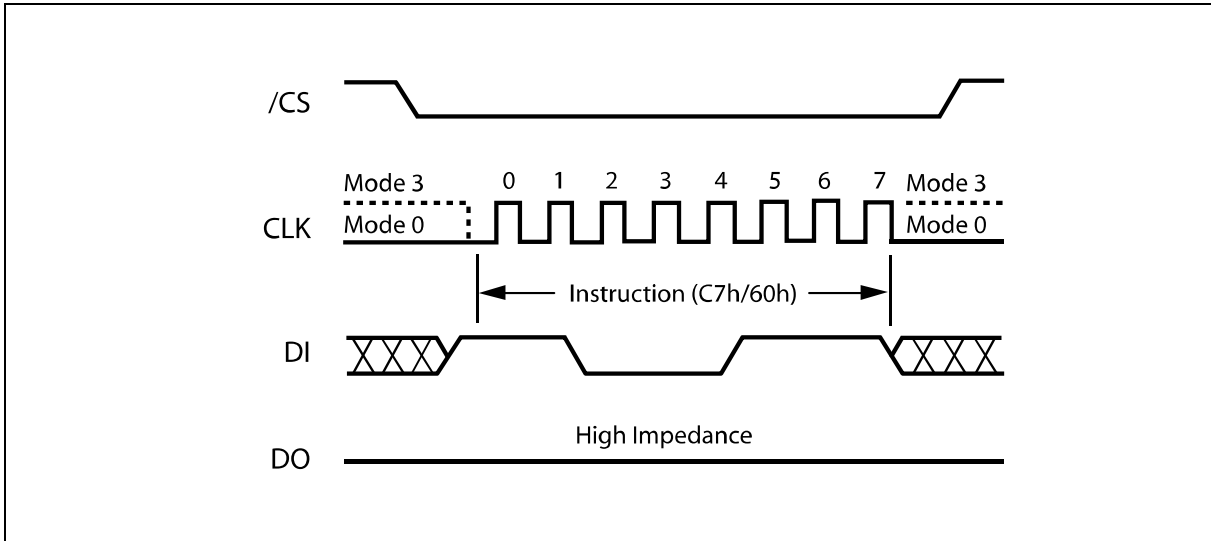 /CS
Mode 3 0 1 2 3 4 5 6 7 Mode 3
CLK Mode 0 Mode 0
Instruction (C7h/60h)
DI
High Impedance
DO